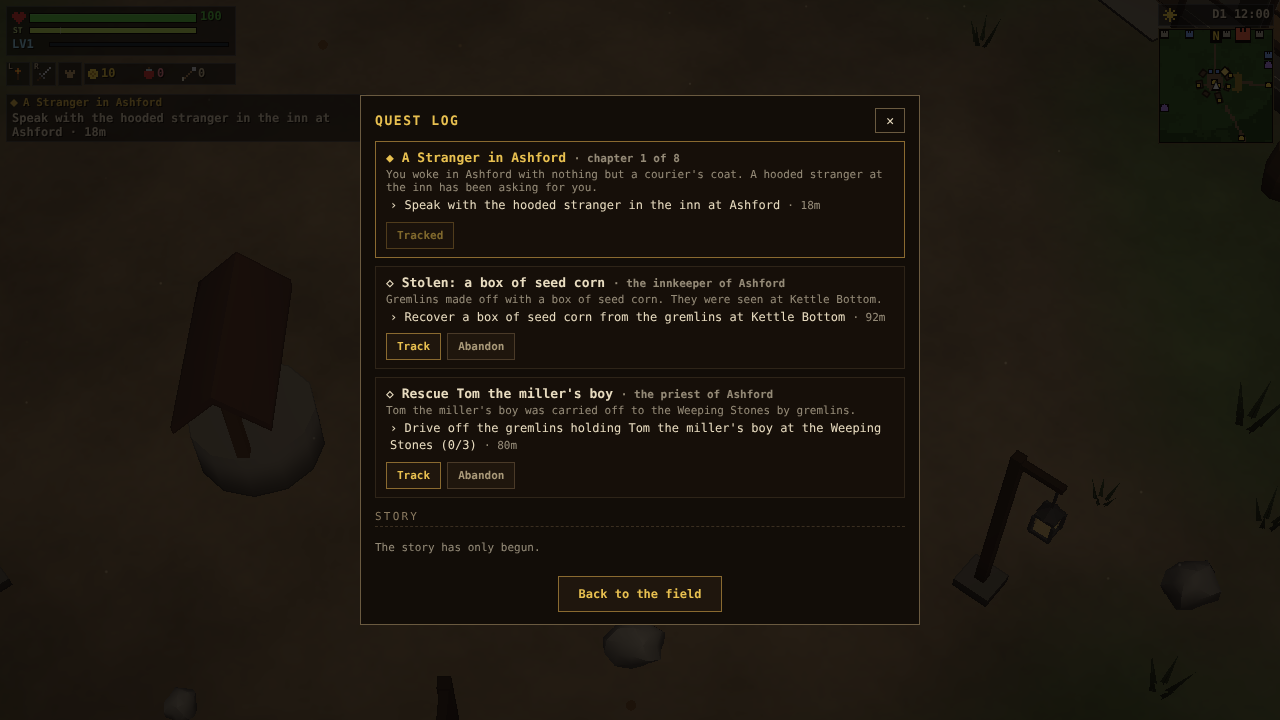 100
ST
LV1
L
R
10
0
0
◆ A Stranger in Ashford
Speak with the hooded stranger in the inn at
Ashford · 18m
D1 12:00
N
QUEST LOG
✕
◆ A Stranger in Ashford · chapter 1 of 8
You woke in Ashford with nothing but a courier's coat. A hooded stranger at
the inn has been asking for you.
› Speak with the hooded stranger in the inn at Ashford · 18m
Tracked
◇ Stolen: a box of seed corn · the innkeeper of Ashford
Gremlins made off with a box of seed corn. They were seen at Kettle Bottom.
› Recover a box of seed corn from the gremlins at Kettle Bottom · 92m
Track
Abandon
◇ Rescue Tom the miller's boy · the priest of Ashford
Tom the miller's boy was carried off to the Weeping Stones by gremlins.
› Drive off the gremlins holding Tom the miller's boy at the Weeping
Stones (0/3) · 80m
Track
Abandon
STORY
The story has only begun.
Back to the field